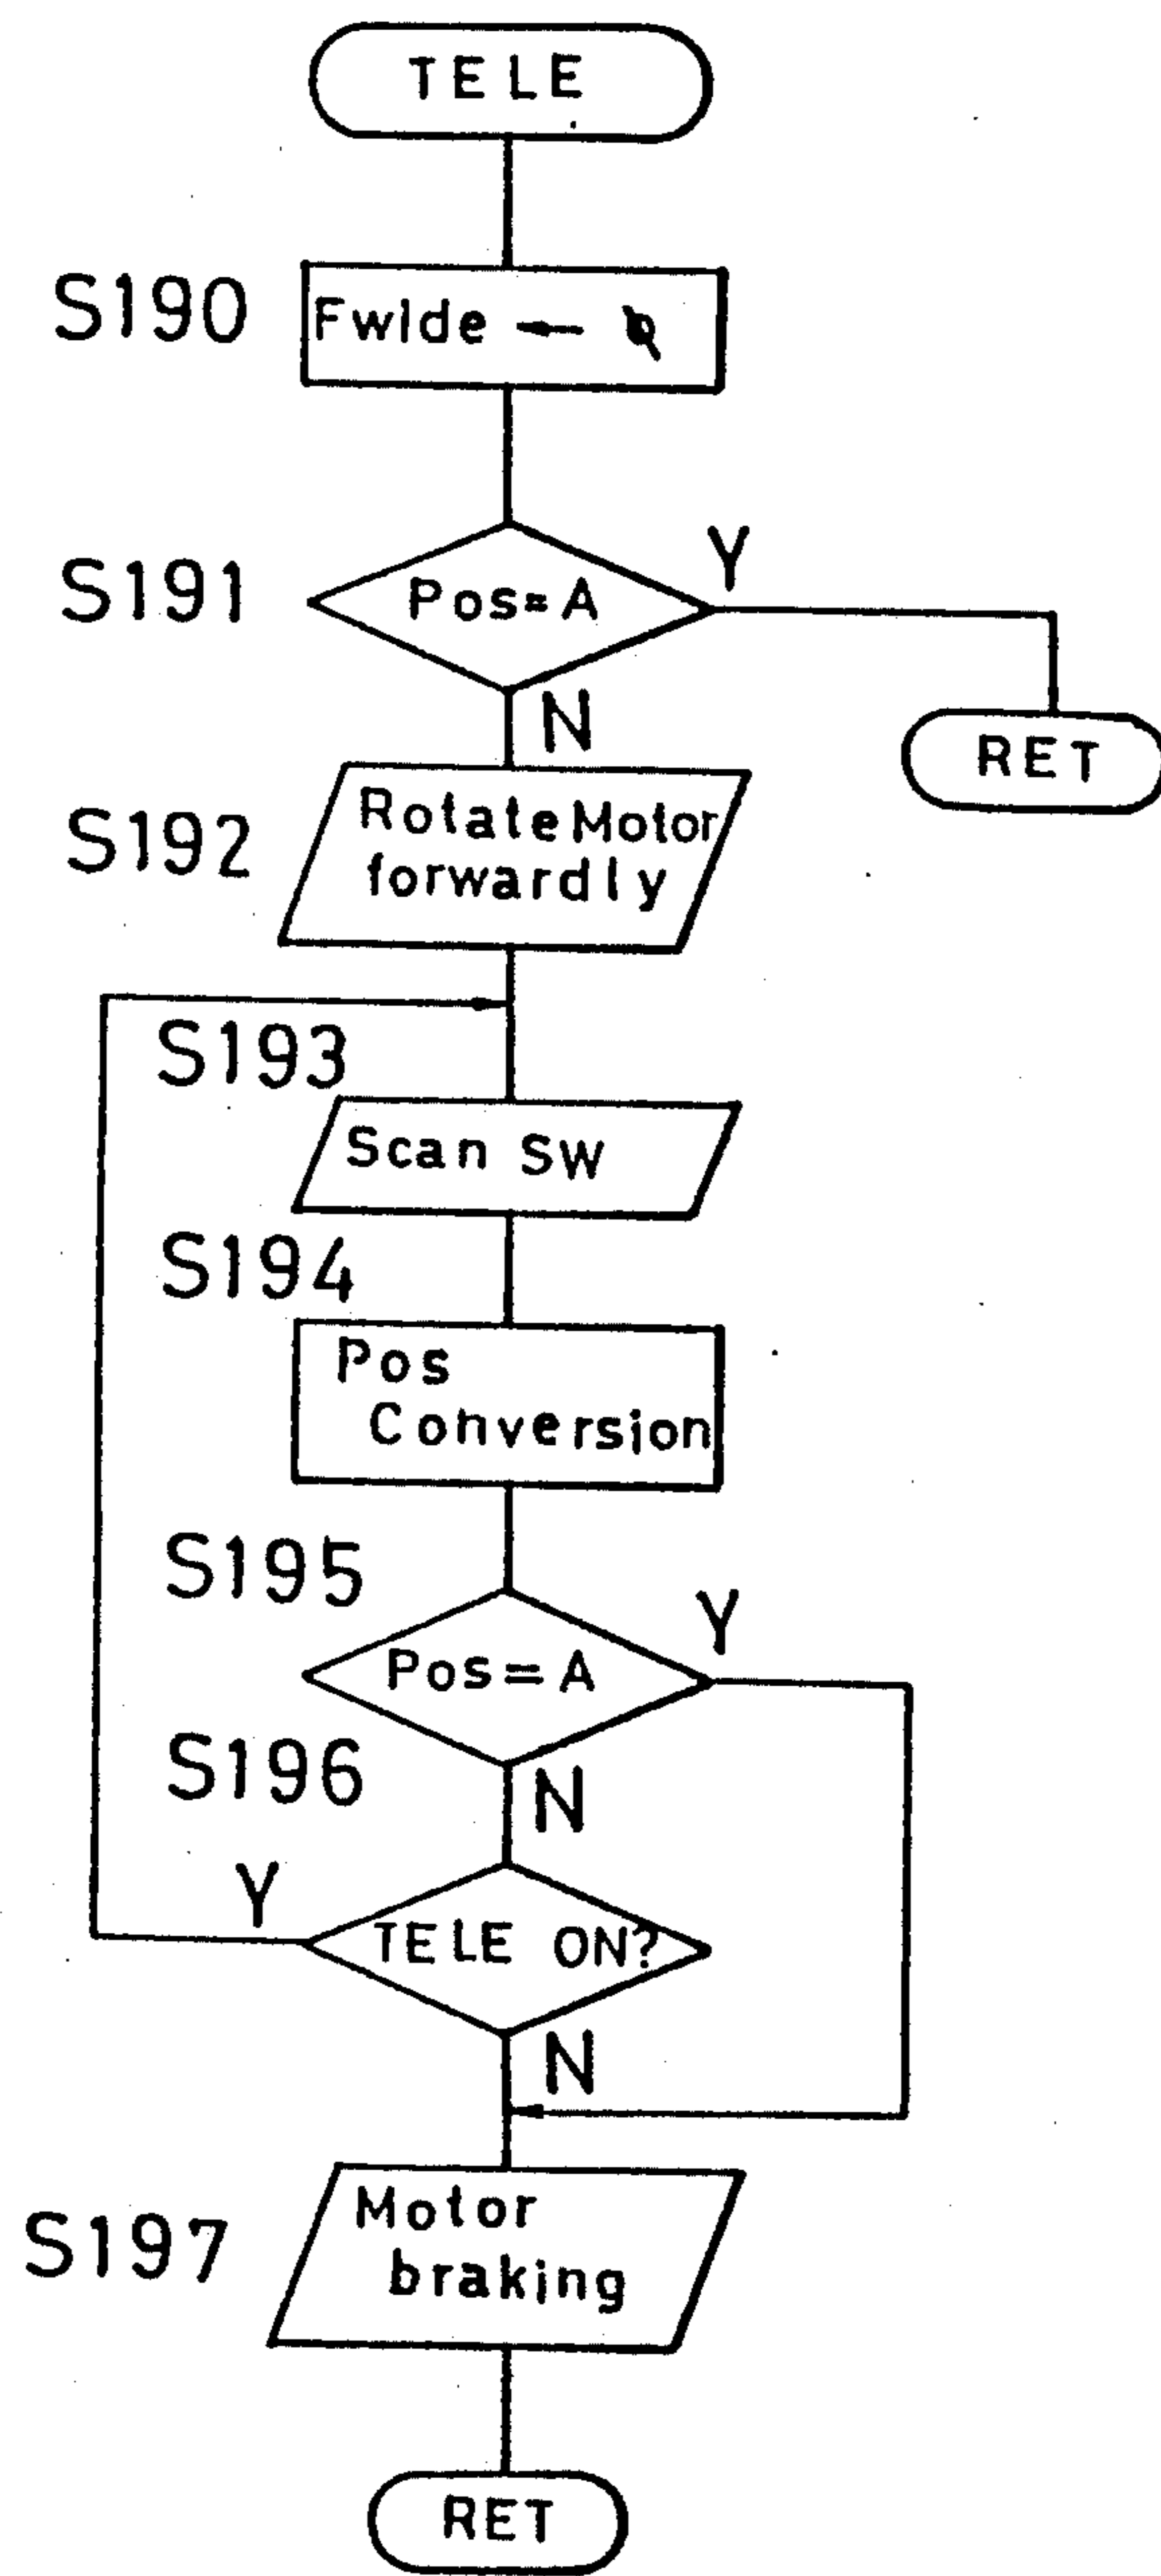 TELE
S190
Fwide ← φ
S191
Pos=A
Y
N
RET
S192
Rotate Motor
forwardly
S193
Scan SW
S194
Pos
Conversion
S195
Pos=A
Y
S196
N
Y
TELE ON?
N
S197
Motor
braking
RET